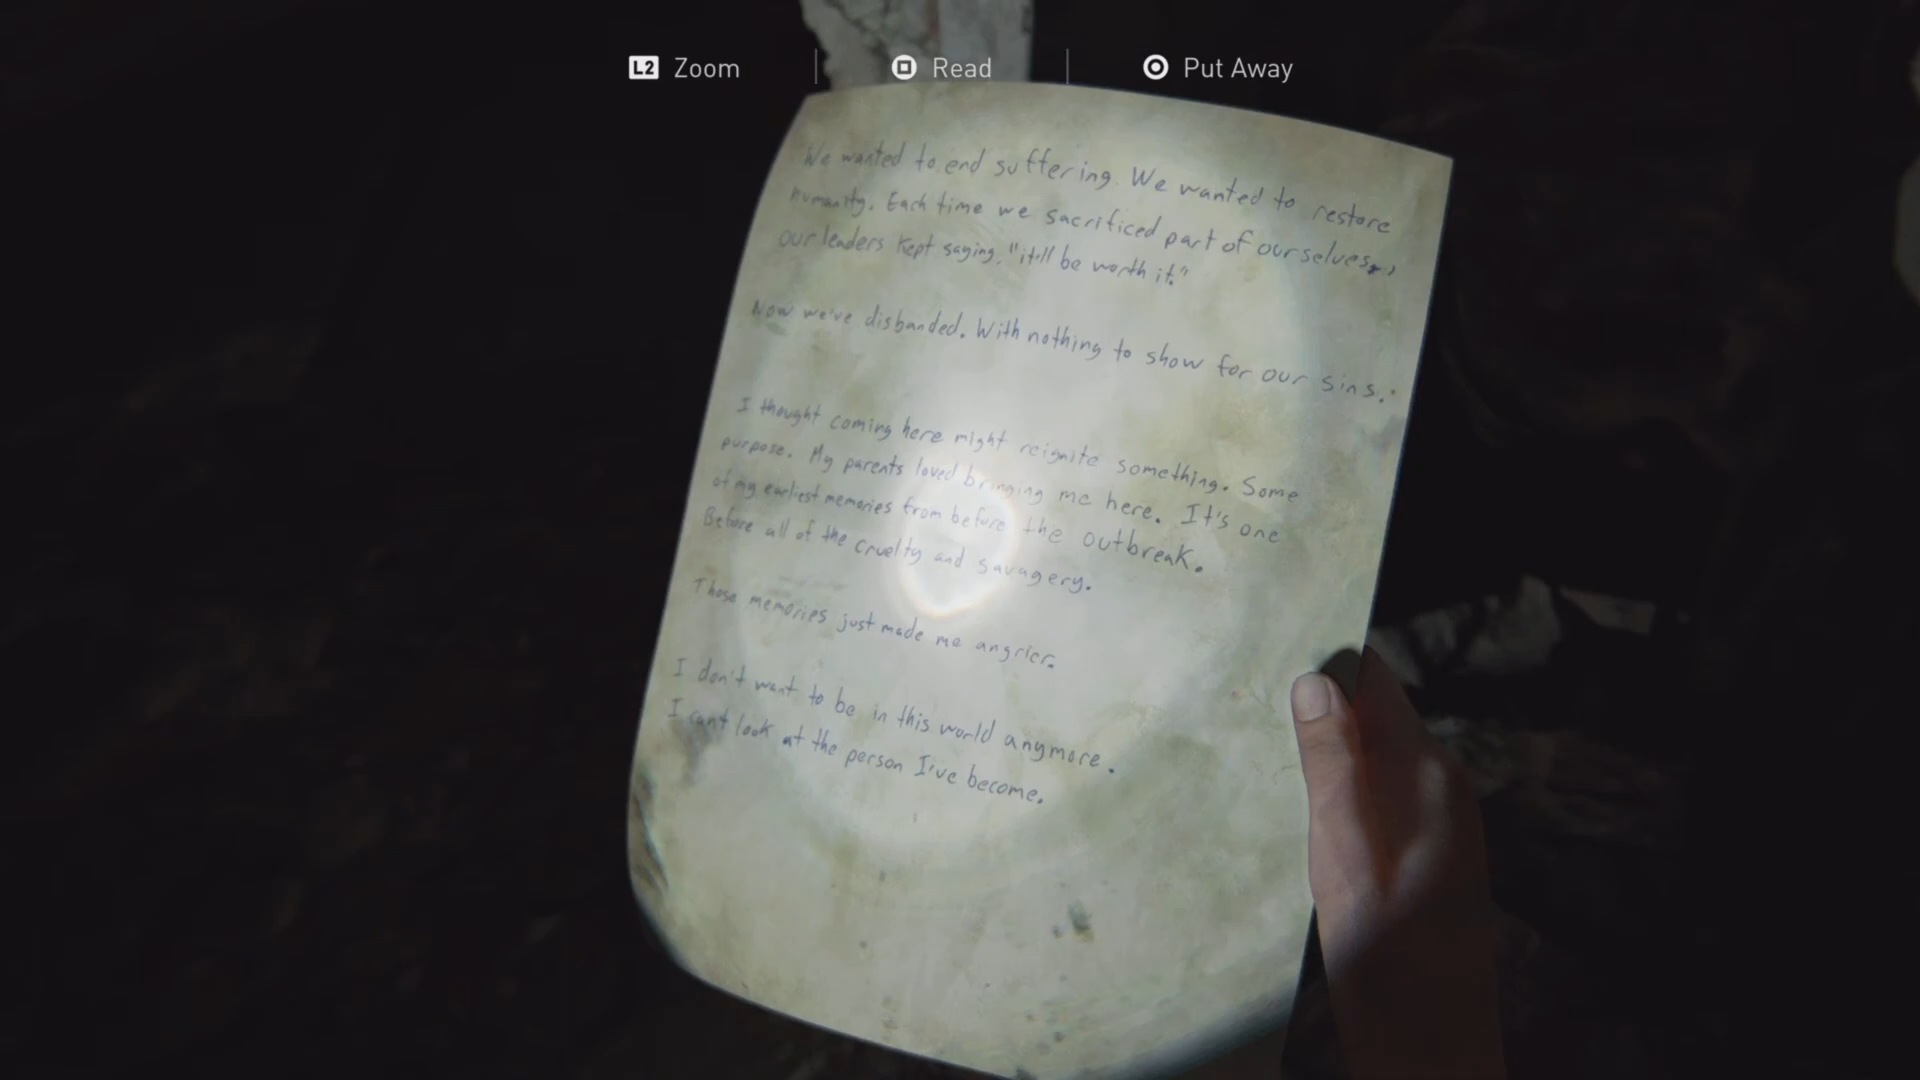 L2 Zoom Read Put Away
We wanted to end suffering. We wanted to restore
humanity. Each time we sacrificed part of ourselves,
our leaders kept saying, "it'll be worth it."
Now we've disbanded. With nothing to show for our sins.
I thought coming here might reignite something. Some
purpose. My parents loved bringing me here. It's one
of my earliest memories from before the outbreak.
Before all of the cruelty and savagery.
Those memories just made me angrier.
I don't want to be in this world anymore.
I can't look at the person I've become.